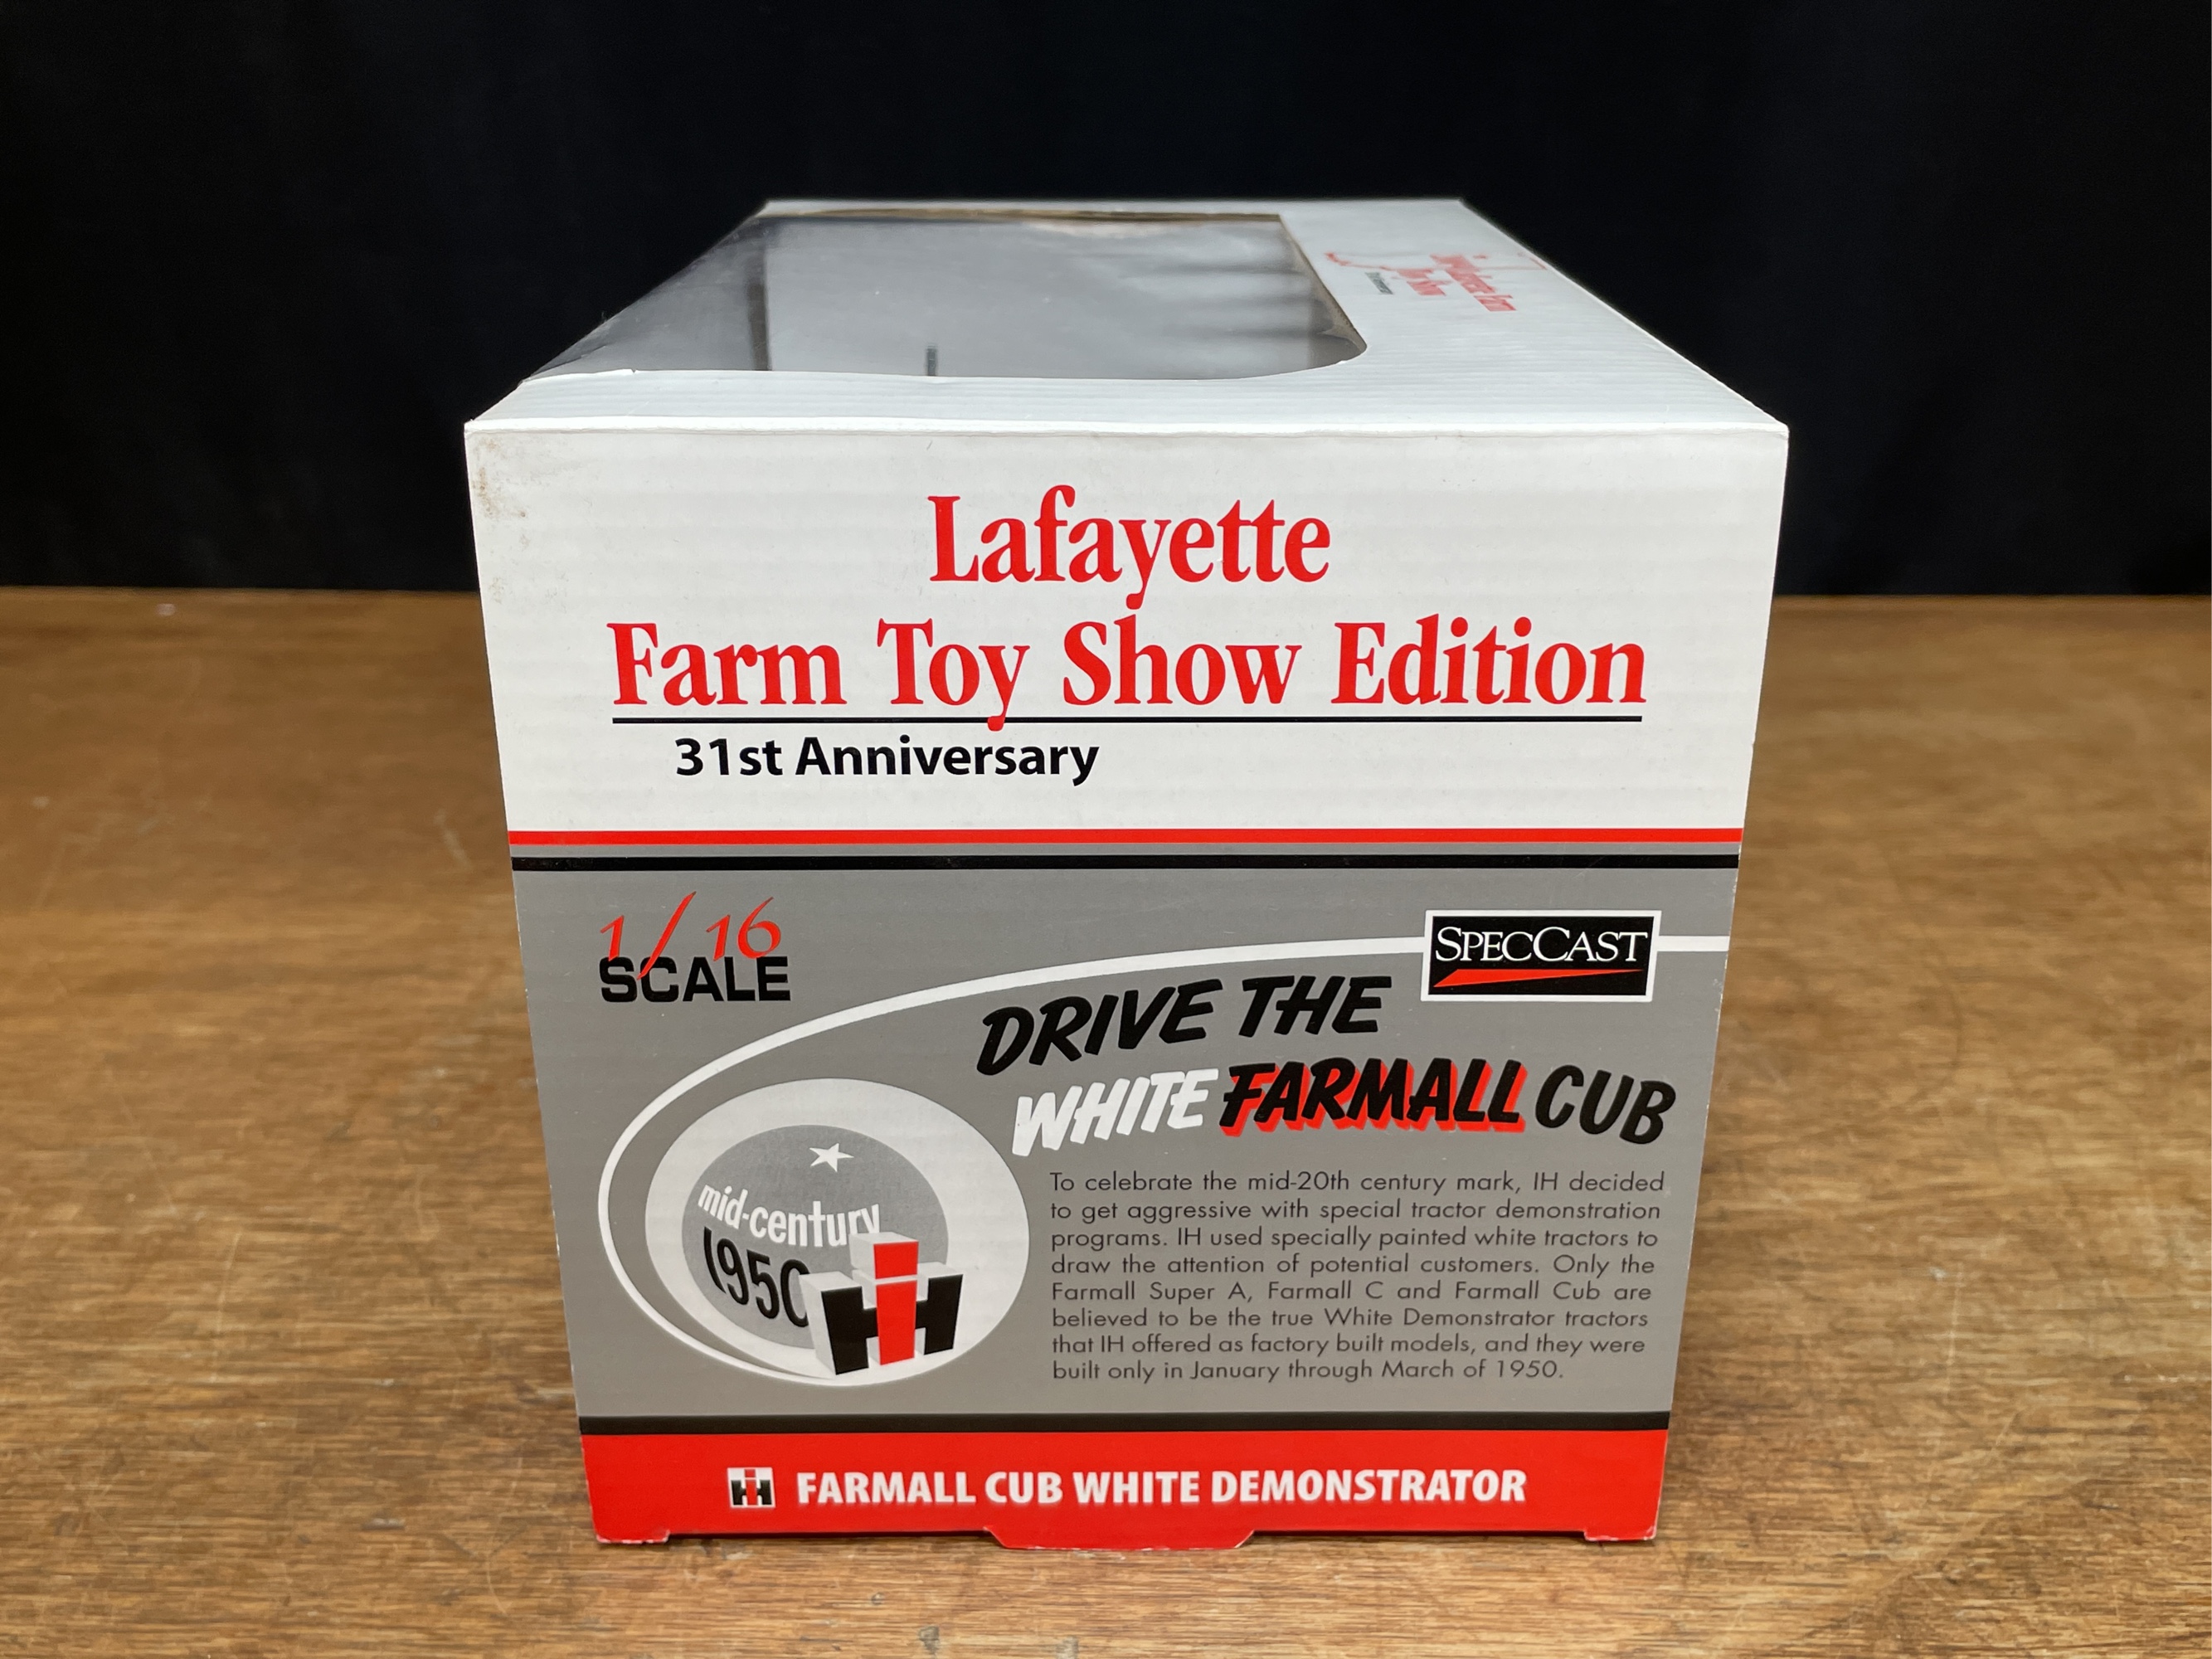 Lafayette
Farm Toy Show Edition
31st Anniversary
1/16
SCALE
SPECCAST
DRIVE THE
WHITE FARMALL CUB
mid-century
1950
IH
To celebrate the mid-20th century mark, IH decided
to get aggressive with special tractor demonstration
programs. IH used specially painted white tractors to
draw the attention of potential customers. Only the
Farmall Super A, Farmall C and Farmall Cub are
believed to be the true White Demonstrator tractors
that IH offered as factory built models, and they were
built only in January through March of 1950.
IH FARMALL CUB WHITE DEMONSTRATOR